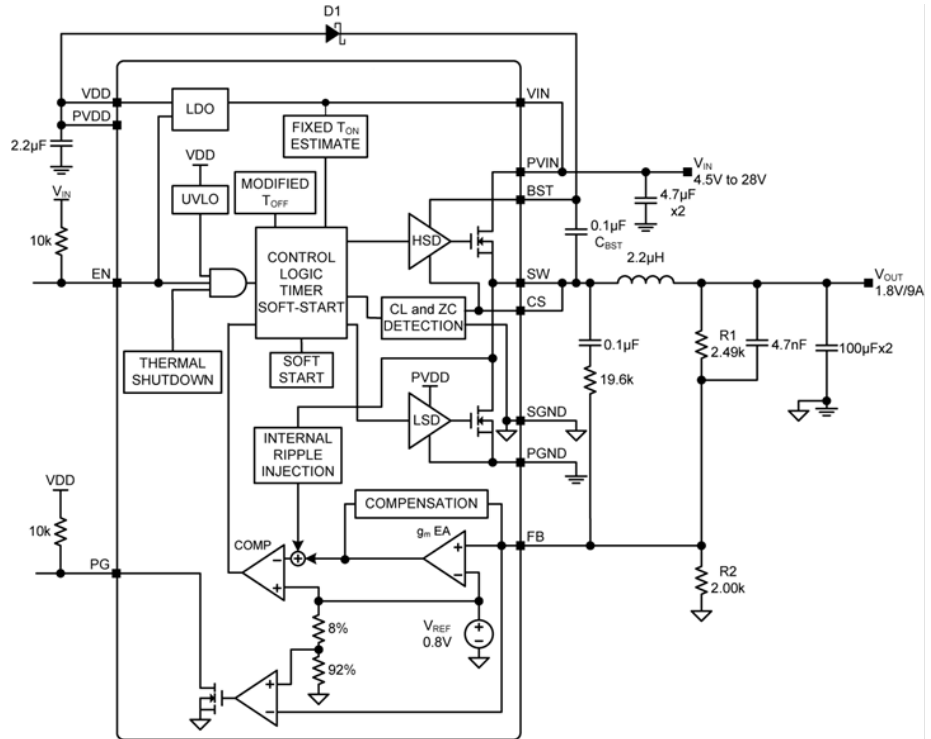 D1
VDD
PVDD
2.2µF
LDO
FIXED TON
ESTIMATE
VIN
PVIN
BST
VIN
4.5V to 28V
4.7µF
x2
VIN
10k
VDD
UVLO
MODIFIED
TOFF
HSD
0.1µF
CBST
2.2µH
EN
CONTROL
LOGIC
TIMER
SOFT-START
SW
CS
VOUT
1.8V/9A
CL and ZC
DETECTION
THERMAL
SHUTDOWN
SOFT
START
0.1µF
19.6k
R1
2.49k
4.7nF
100µFx2
PVDD
LSD
SGND
PGND
INTERNAL
RIPPLE
INJECTION
VDD
10k
COMPENSATION
COMP
gm EA
+
-
+
-
+
+
-
FB
PG
R2
2.00k
8%
92%
VREF
0.8V
+
-
+
-